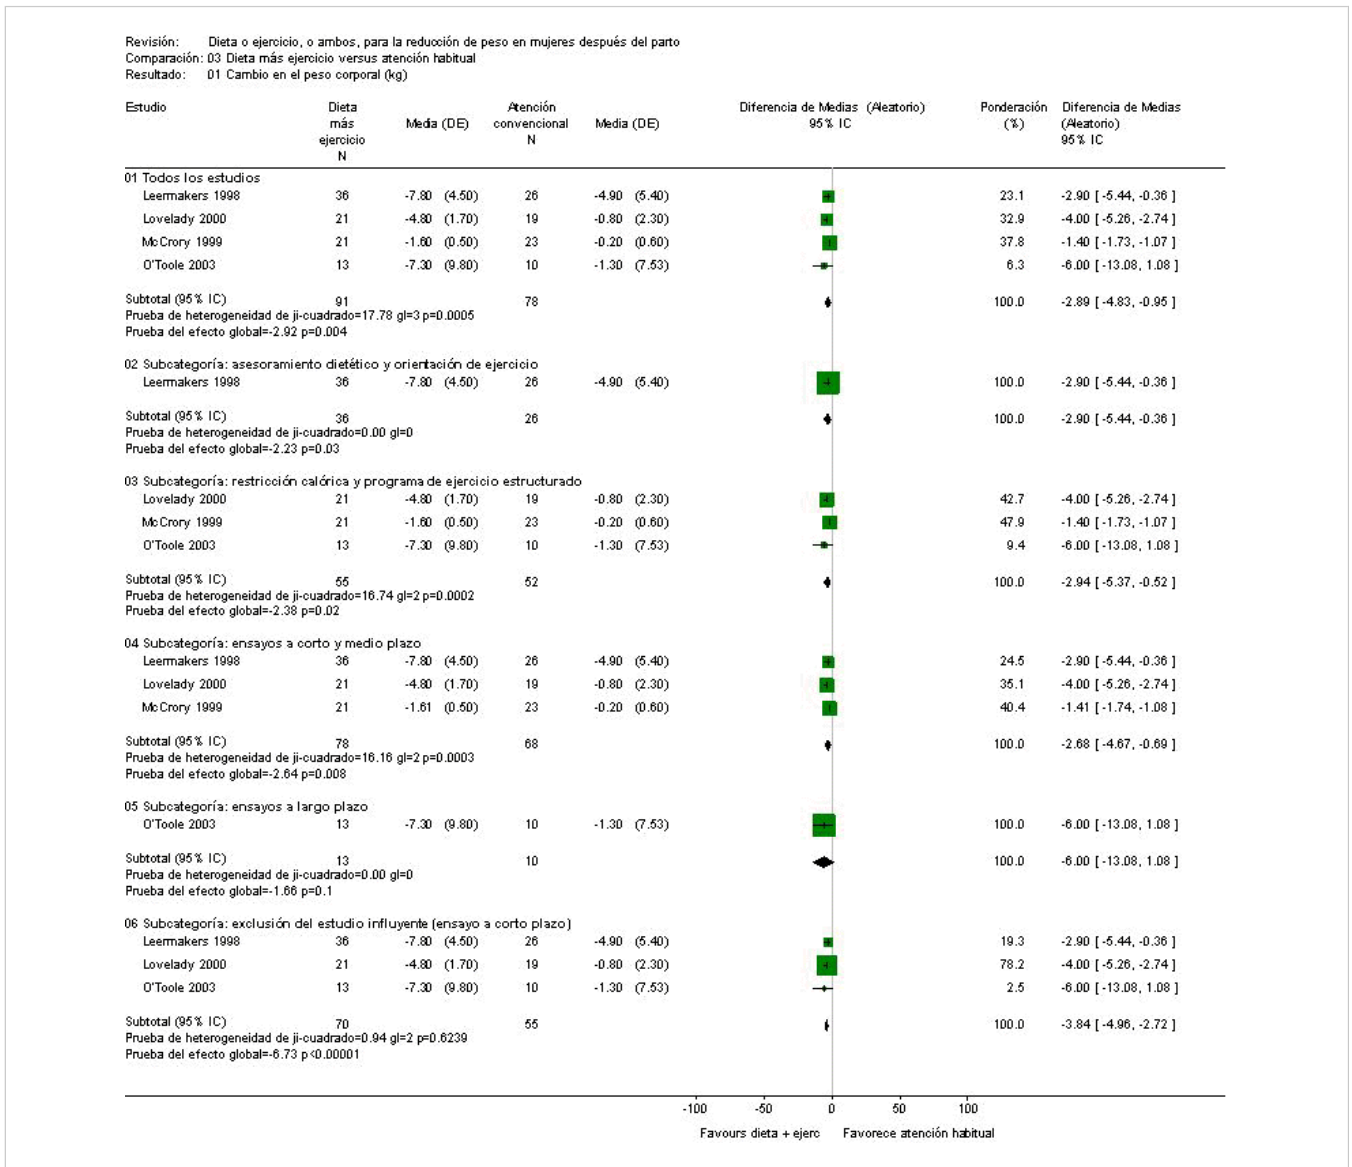 Revisión: Dieta o ejercicio, o ambos, para la reducción de peso en mujeres después del parto
Comparación: 03 Dieta más ejercicio versus atención habitual
Resultado: 01 Cambio en el peso corporal (kg)
Estudio Dieta más ejercicio N Media (DE) Atención convencional N Media (DE) Diferencia de Medias (Aleatorio) 95% IC Ponderación (%) Diferencia de Medias (Aleatorio) 95% IC
01 Todos los estudios
Leermakers 1998 36 -7.80 (4.50) 26 -4.90 (5.40) 23.1 -2.90 [ -5.44, -0.36 ]
Lovelady 2000 21 -4.80 (1.70) 19 -0.80 (2.30) 32.9 -4.00 [ -5.26, -2.74 ]
McCrory 1999 21 -1.60 (0.50) 23 -0.20 (0.60) 37.8 -1.40 [ -1.73, -1.07 ]
O'Toole 2003 13 -7.30 (9.80) 10 -1.30 (7.53) 6.3 -6.00 [ -13.08, 1.08 ]
Subtotal (95% IC) 91 78 100.0 -2.89 [ -4.83, -0.95 ]
Prueba de heterogeneidad de ji-cuadrado=17.78 gl=3 p=0.0005
Prueba del efecto global=-2.92 p=0.004
02 Subcategoría: asesoramiento dietético y orientación de ejercicio
Leermakers 1998 36 -7.80 (4.50) 26 -4.90 (5.40) 100.0 -2.90 [ -5.44, -0.36 ]
Subtotal (95% IC) 36 26 100.0 -2.90 [ -5.44, -0.36 ]
Prueba de heterogeneidad de ji-cuadrado=0.00 gl=0
Prueba del efecto global=-2.23 p=0.03
03 Subcategoría: restricción calórica y programa de ejercicio estructurado
Lovelady 2000 21 -4.80 (1.70) 19 -0.80 (2.30) 42.7 -4.00 [ -5.26, -2.74 ]
McCrory 1999 21 -1.60 (0.50) 23 -0.20 (0.60) 47.9 -1.40 [ -1.73, -1.07 ]
O'Toole 2003 13 -7.30 (9.80) 10 -1.30 (7.53) 9.4 -6.00 [ -13.08, 1.08 ]
Subtotal (95% IC) 55 52 100.0 -2.94 [ -5.37, -0.52 ]
Prueba de heterogeneidad de ji-cuadrado=16.74 gl=2 p=0.0002
Prueba del efecto global=-2.38 p=0.02
04 Subcategoría: ensayos a corto y medio plazo
Leermakers 1998 36 -7.80 (4.50) 26 -4.90 (5.40) 24.5 -2.90 [ -5.44, -0.36 ]
Lovelady 2000 21 -4.80 (1.70) 19 -0.80 (2.30) 35.1 -4.00 [ -5.26, -2.74 ]
McCrory 1999 21 -1.61 (0.50) 23 -0.20 (0.60) 40.4 -1.41 [ -1.74, -1.08 ]
Subtotal (95% IC) 78 68 100.0 -2.68 [ -4.67, -0.69 ]
Prueba de heterogeneidad de ji-cuadrado=16.16 gl=2 p=0.0003
Prueba del efecto global=-2.64 p=0.008
05 Subcategoría: ensayos a largo plazo
O'Toole 2003 13 -7.30 (9.80) 10 -1.30 (7.53) 100.0 -6.00 [ -13.08, 1.08 ]
Subtotal (95% IC) 13 10 100.0 -6.00 [ -13.08, 1.08 ]
Prueba de heterogeneidad de ji-cuadrado=0.00 gl=0
Prueba del efecto global=-1.66 p=0.1
06 Subcategoría: exclusión del estudio influyente (ensayo a corto plazo)
Leermakers 1998 36 -7.80 (4.50) 26 -4.90 (5.40) 19.3 -2.90 [ -5.44, -0.36 ]
Lovelady 2000 21 -4.80 (1.70) 19 -0.80 (2.30) 78.2 -4.00 [ -5.26, -2.74 ]
O'Toole 2003 13 -7.30 (9.80) 10 -1.30 (7.53) 2.5 -6.00 [ -13.08, 1.08 ]
Subtotal (95% IC) 70 55 100.0 -3.84 [ -4.96, -2.72 ]
Prueba de heterogeneidad de ji-cuadrado=0.94 gl=2 p=0.6239
Prueba del efecto global=-6.73 p<0.00001
-100 -50 0 50 100
Favours dieta + ejerc Favorece atención habitual